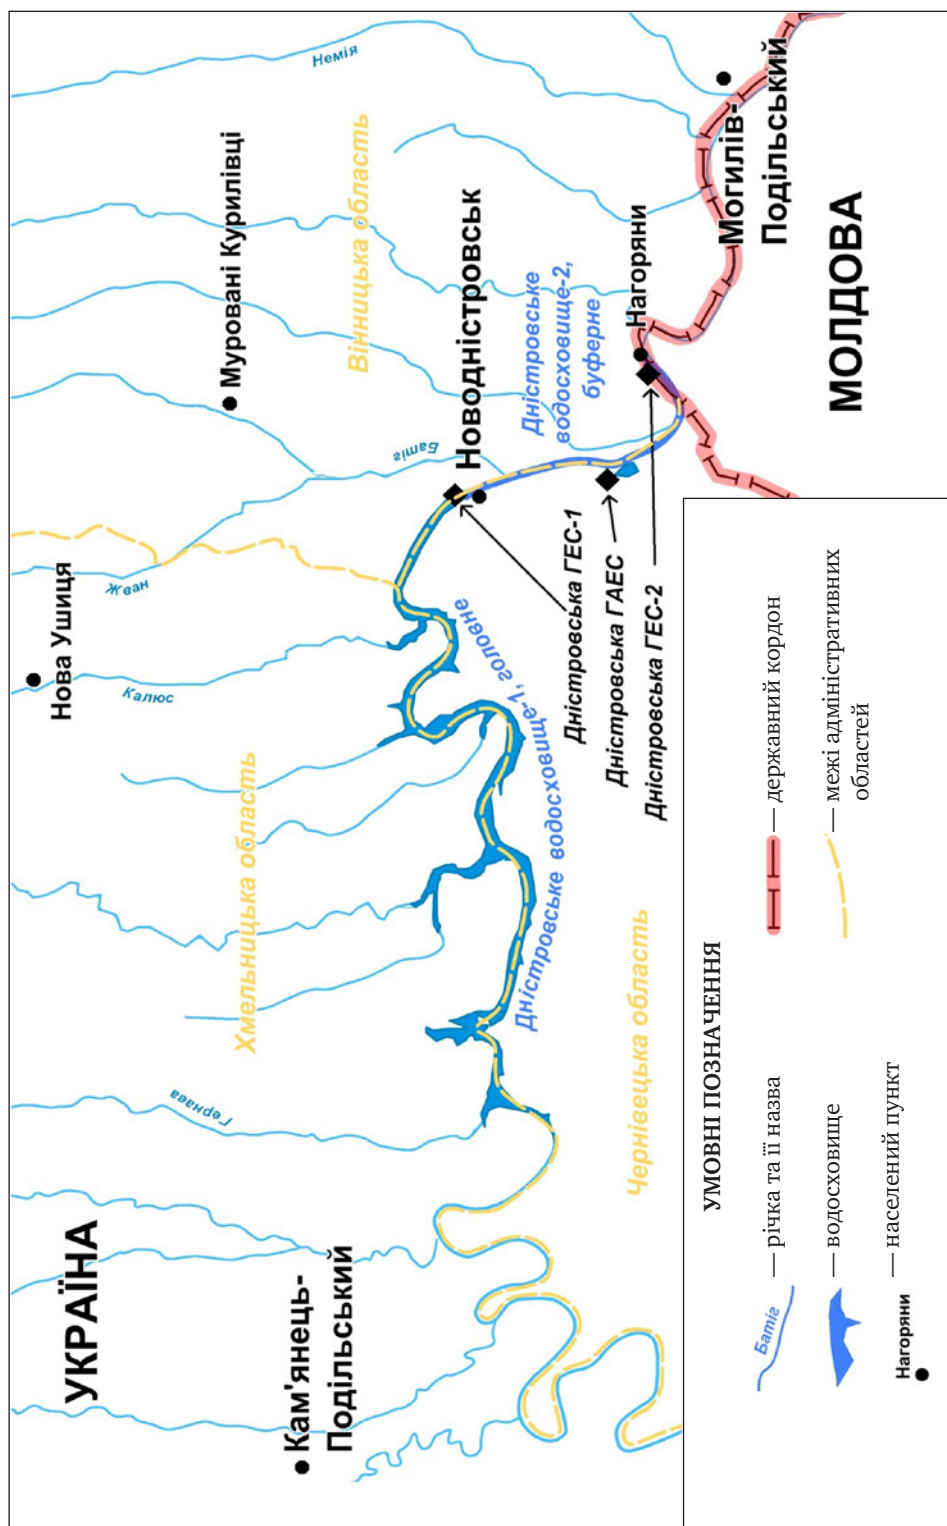 УКРАЇНА
Кам'янець-
Подільський
Хмельницька область
Нова Ушиця
Муровані Курилівці
Вінницька область
Немія
Жван
Калюс
Батіг
Тернава
Новодністровськ
Дністровське
водосховище-2,
буферне
Нагоряни
Могилів-
Подільський
МОЛДОВА
Дністровське водосховище-1, головне
Дністровська ГЕС-1
Дністровська ГАЕС
Дністровська ГЕС-2
Чернівецька область
УМОВНІ ПОЗНАЧЕННЯ
Батіг
— річка та її назва
— водосховище
Нагоряни
— населений пункт
— державний кордон
— межі адміністративних
областей